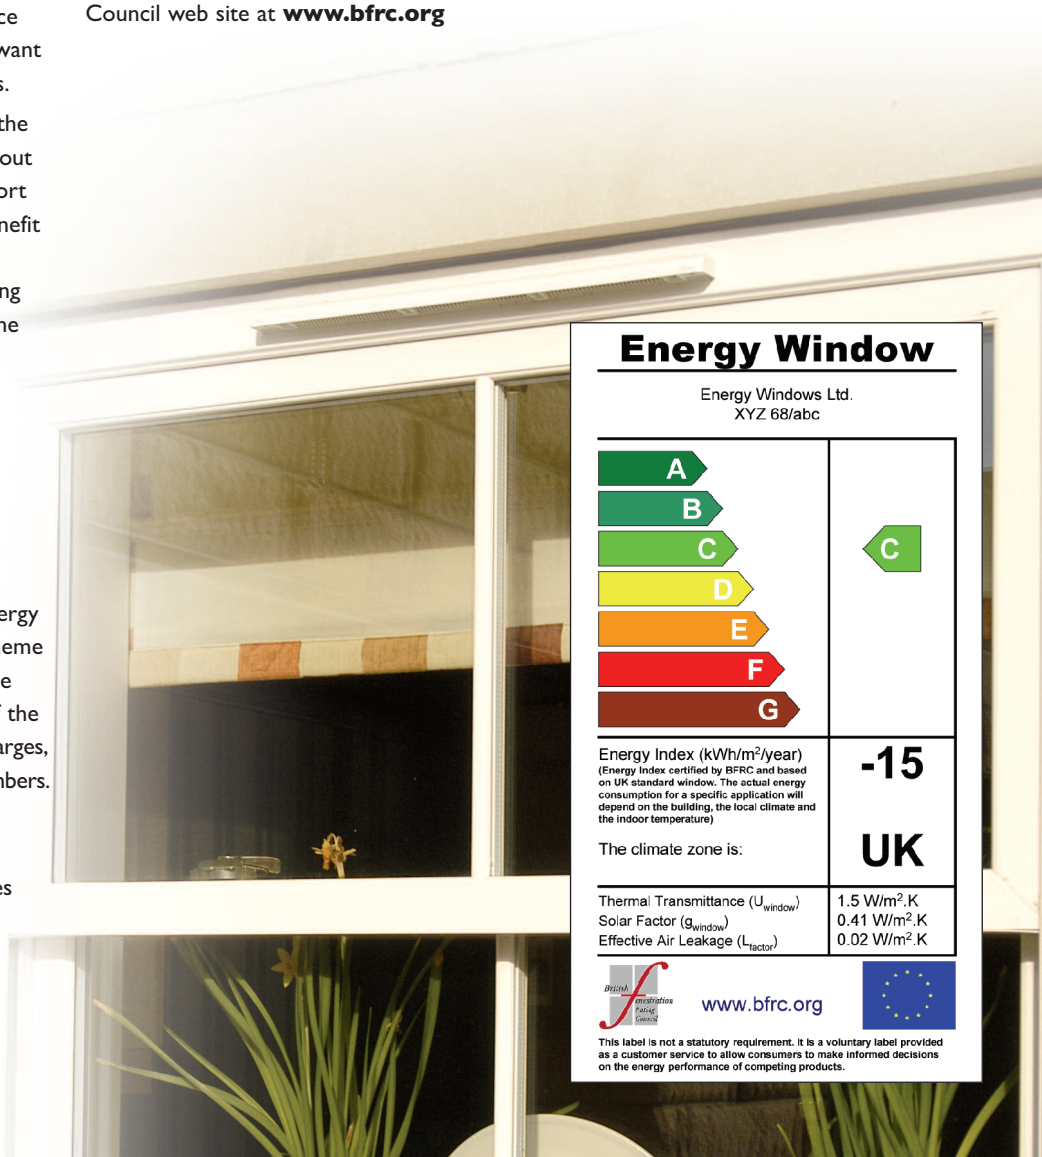 Council web site at www.bfrc.org
ce
want
s.
the
out
ort
nefit
ng
ne
ergy
eme
e
f the
arges,
mbers.
es
Energy Window
Energy Windows Ltd.
XYZ 68/abc
A
B
C
C
D
E
F
G
Energy Index (kWh/m²/year)
-15
(Energy Index certified by BFRC and based
on UK standard window. The actual energy
consumption for a specific application will
depend on the building, the local climate and
the indoor temperature)
The climate zone is:
UK
Thermal Transmittance (Uwindow) 1.5 W/m².K
Solar Factor (gwindow) 0.41 W/m².K
Effective Air Leakage (Lfactor) 0.02 W/m².K
British
Fenestration
Rating
Council
www.bfrc.org
This label is not a statutory requirement. It is a voluntary label provided
as a customer service to allow consumers to make informed decisions
on the energy performance of competing products.